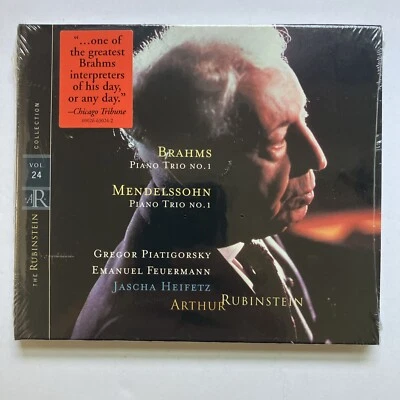 “...one of
the greatest
Brahms
interpreters
of his day,
or any day.”
–Chicago Tribune
COLLECTION
VOL
24
AR
THE RUBINSTEIN
BRAHMS
PIANO TRIO NO.1
MENDELSSOHN
PIANO TRIO NO.1
GREGOR PIATIGORSKY
EMANUEL FEUERMANN
JASCHA HEIFETZ
ARTHUR RUBINSTEIN